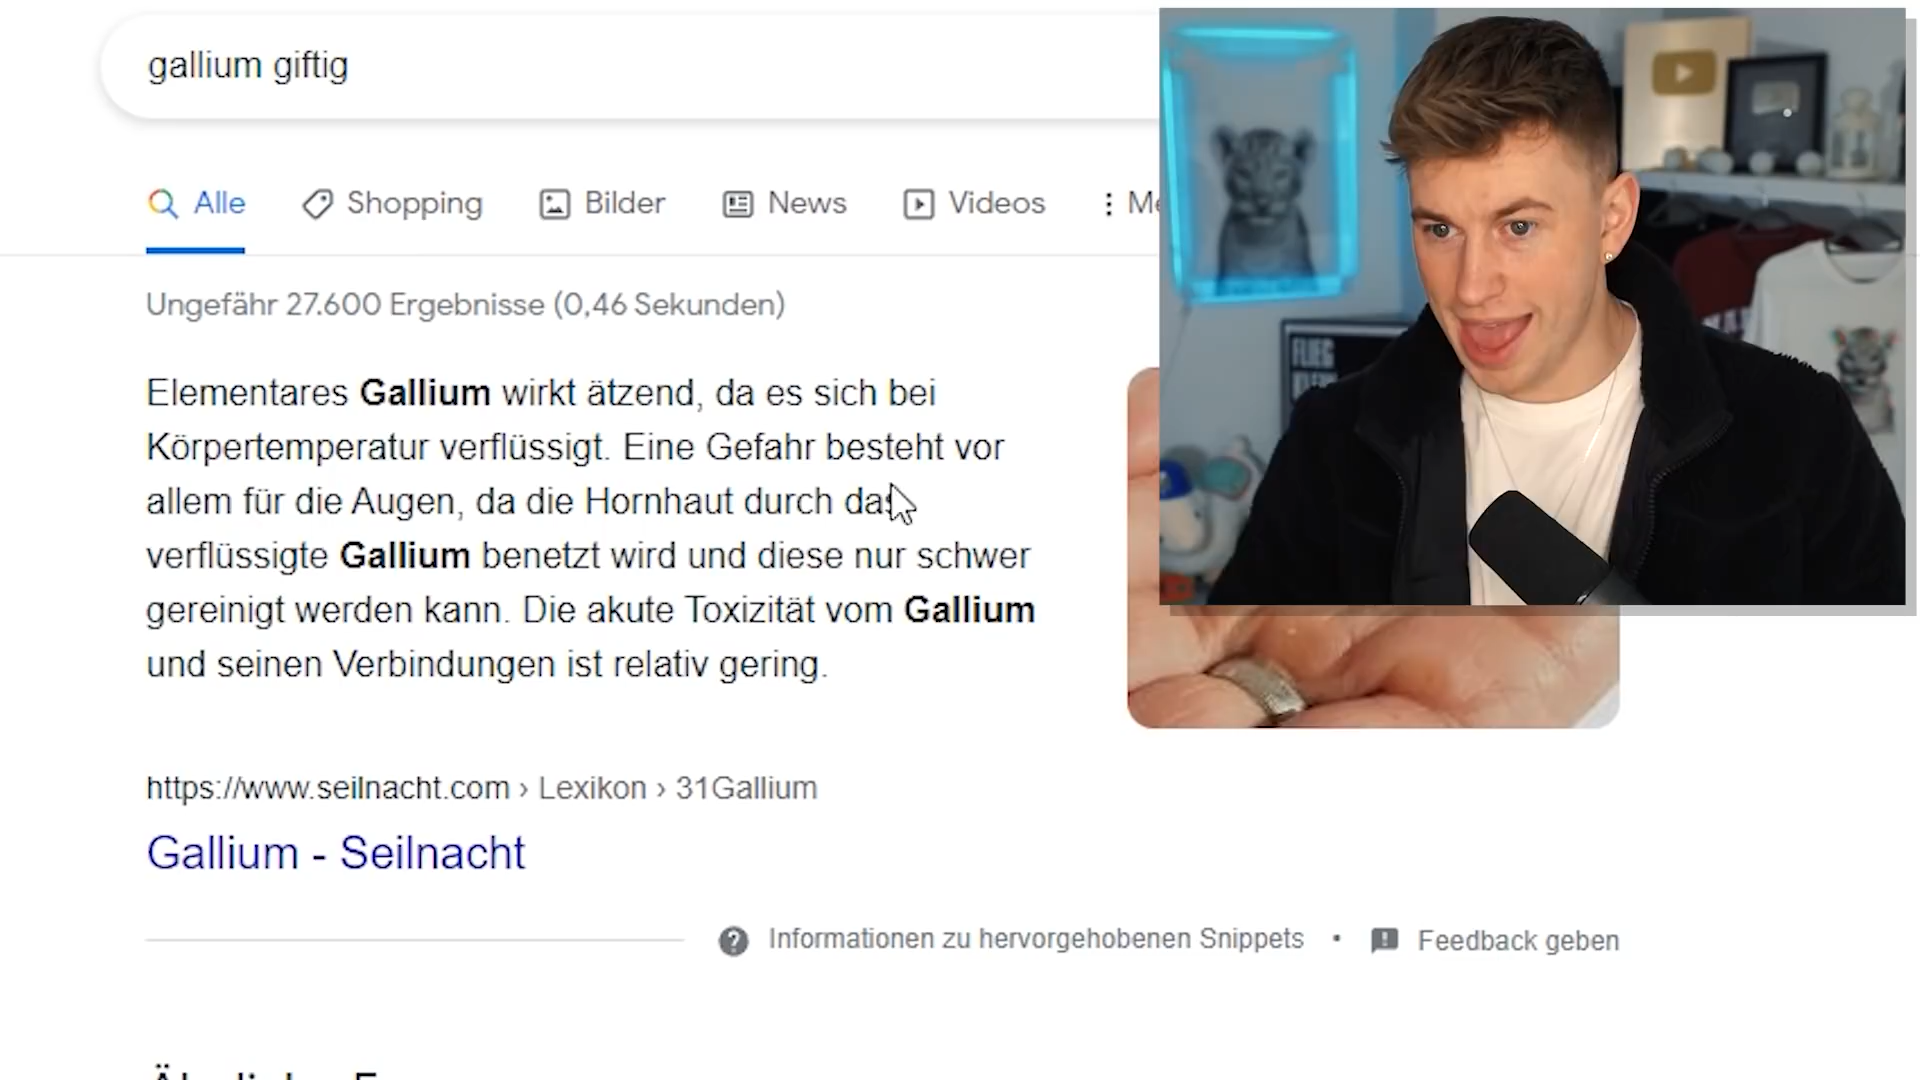 gallium giftig
Alle Shopping Bilder News Videos
Ungefähr 27.600 Ergebnisse (0,46 Sekunden)
Elementares Gallium wirkt ätzend, da es sich bei
Körpertemperatur verflüssigt. Eine Gefahr besteht vor
allem für die Augen, da die Hornhaut durch das
verflüssigte Gallium benetzt wird und diese nur schwer
gereinigt werden kann. Die akute Toxizität vom Gallium
und seinen Verbindungen ist relativ gering.
https://www.seilnacht.com › Lexikon › 31Gallium
Gallium - Seilnacht
Informationen zu hervorgehobenen Snippets • Feedback geben
FLIEG